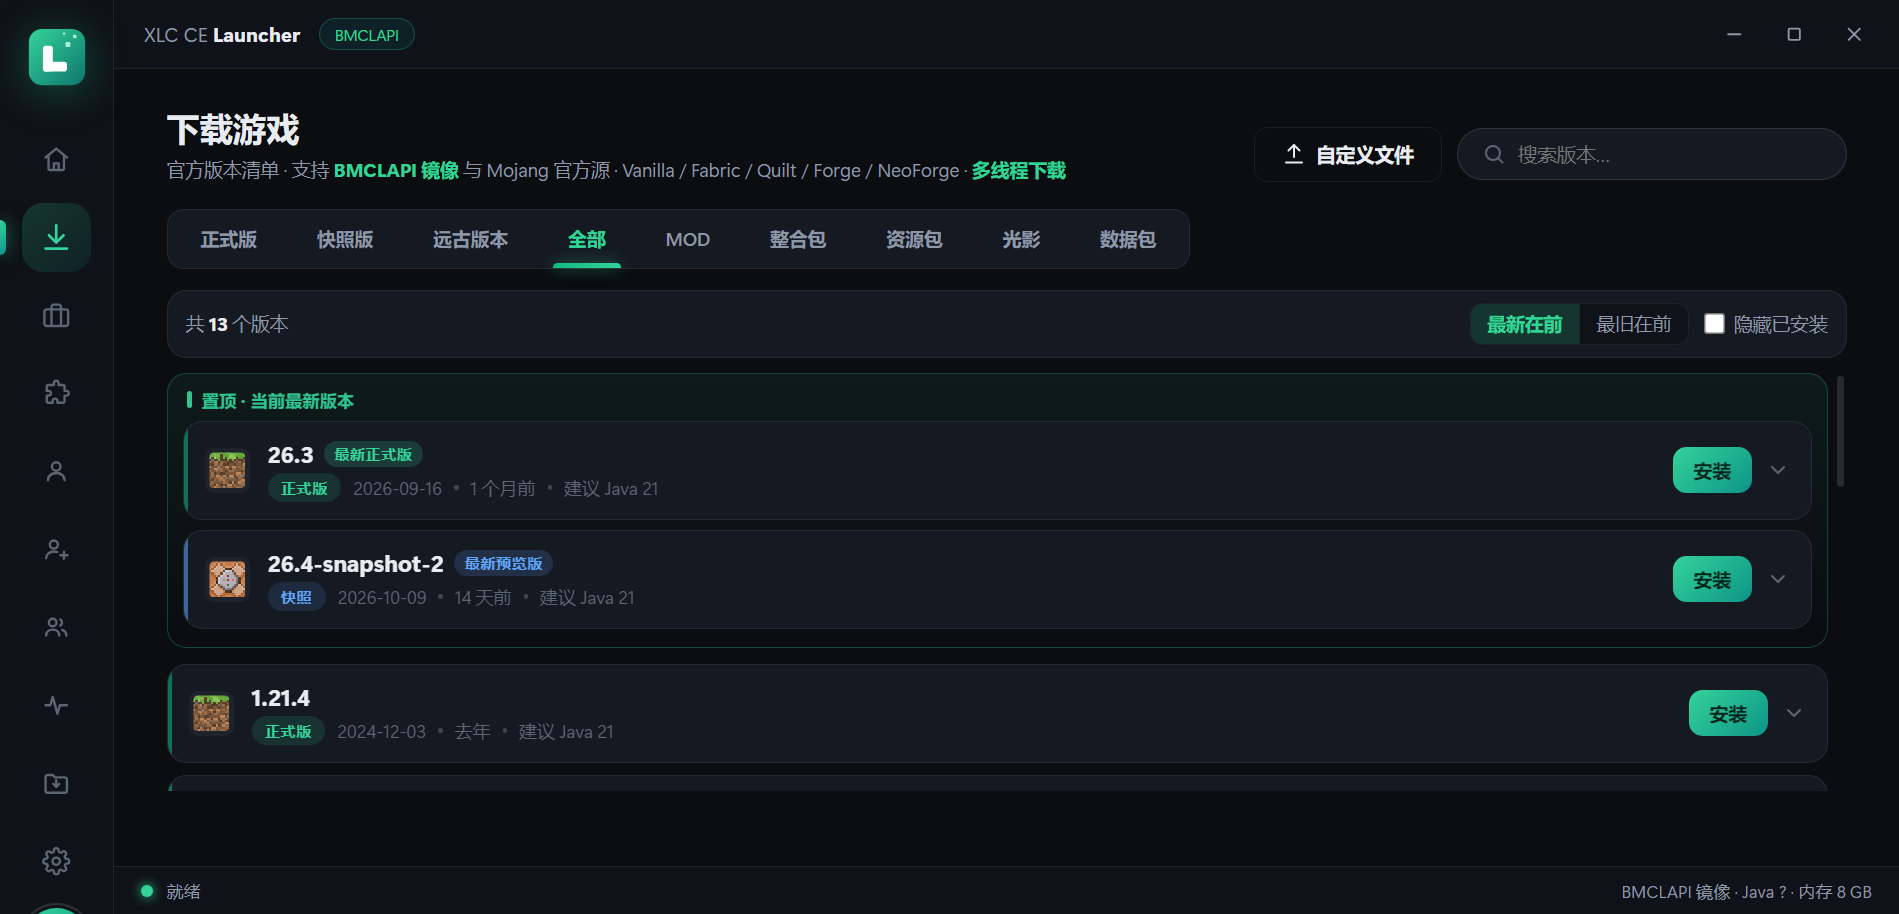 XLC CE Launcher BMCLAPI
下载游戏
官方版本清单 · 支持 BMCLAPI 镜像 与 Mojang 官方源 · Vanilla / Fabric / Quilt / Forge / NeoForge · 多线程下载
自定义文件
搜索版本...
正式版 快照版 远古版本 全部 MOD 整合包 资源包 光影 数据包
共 13 个版本
最新在前 最旧在前 隐藏已安装
置顶 · 当前最新版本
26.3 最新正式版
正式版 2026-09-16 • 1 个月前 • 建议 Java 21
安装
26.4-snapshot-2 最新预览版
快照 2026-10-09 • 14 天前 • 建议 Java 21
安装
1.21.4
正式版 2024-12-03 • 去年 • 建议 Java 21
安装
就绪
BMCLAPI 镜像 · Java ? · 内存 8 GB